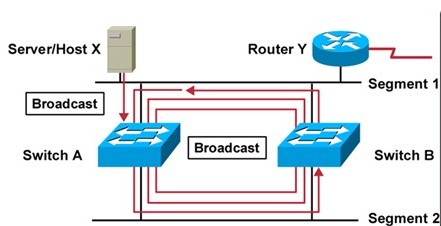 Server/Host X
Router Y
Segment 1
Broadcast
Switch A
Broadcast
Switch B
Segment 2